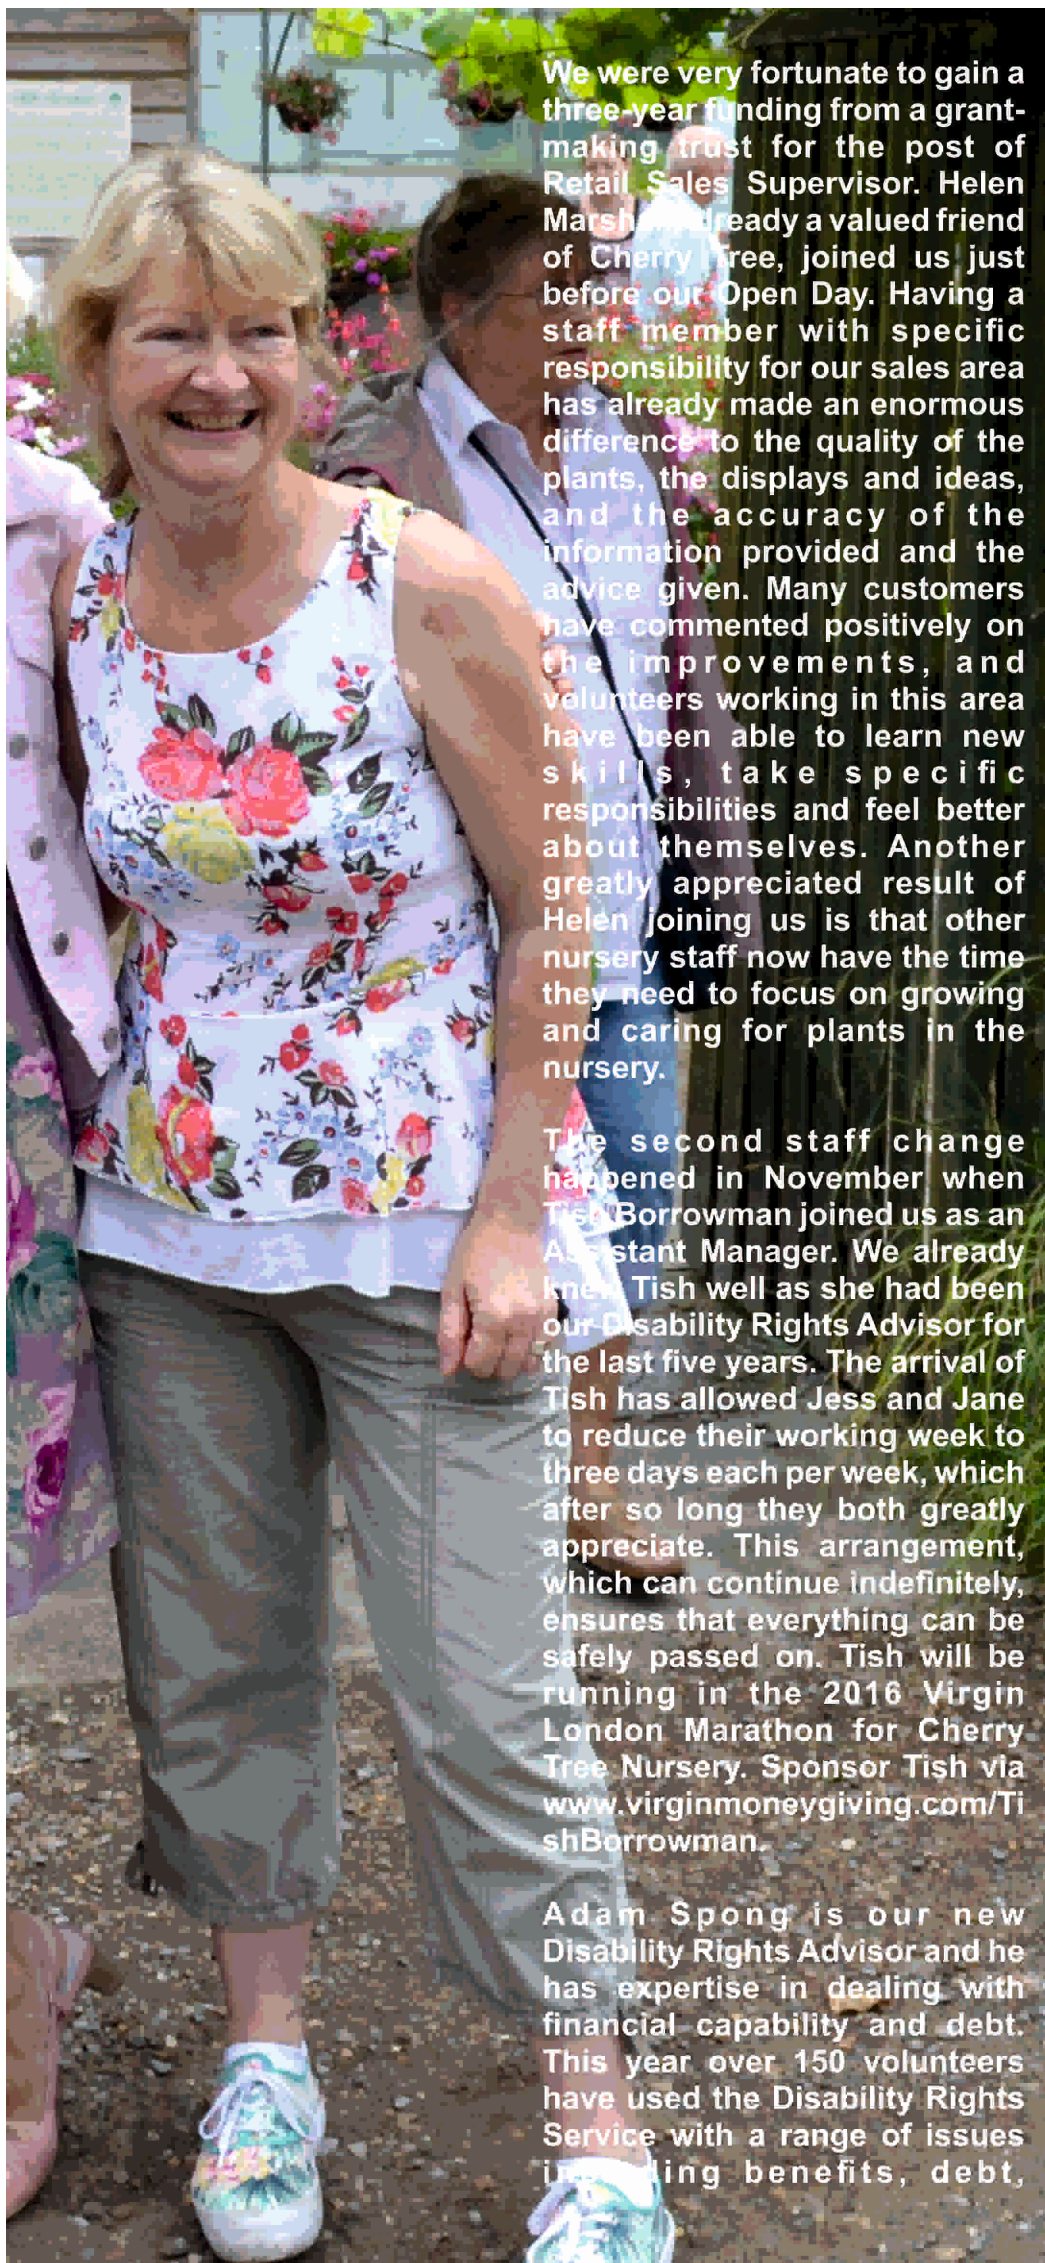 We were very fortunate to gain a
three-year funding from a grant-
making trust for the post of
Retail Sales Supervisor. Helen
already a valued friend
of Cherry Tree, joined us just
before our Open Day. Having a
staff member with specific
responsibility for our sales area
has already made an enormous
difference to the quality of the
plants, the displays and ideas,
and the accuracy of the
information provided and the
advice given. Many customers
have commented positively on
the improvements, and
volunteers working in this area
have been able to learn new
skills, take specific
responsibilities and feel better
about themselves. Another
greatly appreciated result of
Helen joining us is that other
nursery staff now have the time
they need to focus on growing
and caring for plants in the
nursery.
The second staff change
happened in November when
Tish Borrowman joined us as an
Assistant Manager. We already
knew Tish well as she had been
our Disability Rights Advisor for
the last five years. The arrival of
Tish has allowed Jess and Jane
to reduce their working week to
three days each per week, which
after so long they both greatly
appreciate. This arrangement,
which can continue indefinitely,
ensures that everything can be
safely passed on. Tish will be
running in the 2016 Virgin
London Marathon for Cherry
Tree Nursery. Sponsor Tish via
www.virginmoneygiving.com/Ti
shBorrowman.
Adam Spong is our new
Disability Rights Advisor and he
has expertise in dealing with
financial capability and debt.
This year over 150 volunteers
have used the Disability Rights
Service with a range of issues
including benefits, debt,